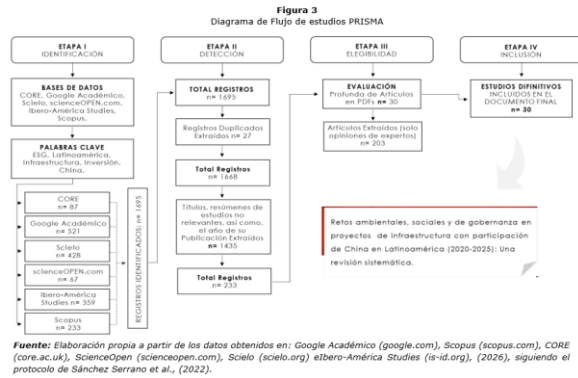 Figura 3
Diagrama de Flujo de estudios PRISMA
ETAPA I
IDENTIFICACIÓN
BASES DE DATOS
CORE, Google Académico,
Scielo, scienceOPEN.com,
Ibero-América Studies,
Scopus.
PALABRAS CLAVE
ESG, Latinoamérica,
Infraestructura, Inversión,
China.
CORE
n= 87
Google Académico
n= 521
Scielo
n= 428
scienceOPEN.com
n= 67
Ibero-América
Studies n= 359
Scopus
n= 233
REGISTROS IDENTIFICADOS: n= 1695
ETAPA II
DETECCIÓN
TOTAL REGISTROS
n= 1695
Registros Duplicados
Extraídos n= 27
Total Registros
n= 1668
Títulos, resúmenes de
estudios no
relevantes, así como,
el año de su
Publicación Extraídos
n= 1435
Total Registros
n= 233
ETAPA III
ELEGIBILIDAD
EVALUACIÓN
Profunda de Artículos
en PDFs n= 30
Artículos Extraídos (solo
opiniones de expertos)
n= 203
ETAPA IV
INCLUSIÓN
ESTUDIOS DIFINITIVOS
INCLUIDOS EN EL
DOCUMENTO FINAL
n= 30
Retos ambientales, sociales y de gobernanza en
proyectos de infraestructura con participación
de China en Latinoamérica (2020-2025): Una
revisión sistemática.
Fuente: Elaboración propia a partir de los datos obtenidos en: Google Académico (google.com), Scopus (scopus.com), CORE
(core.ac.uk), ScienceOpen (scienceopen.com), Scielo (scielo.org) eIbero-América Studies (is-id.org), (2026), siguiendo el
protocolo de Sánchez Serrano et al., (2022).